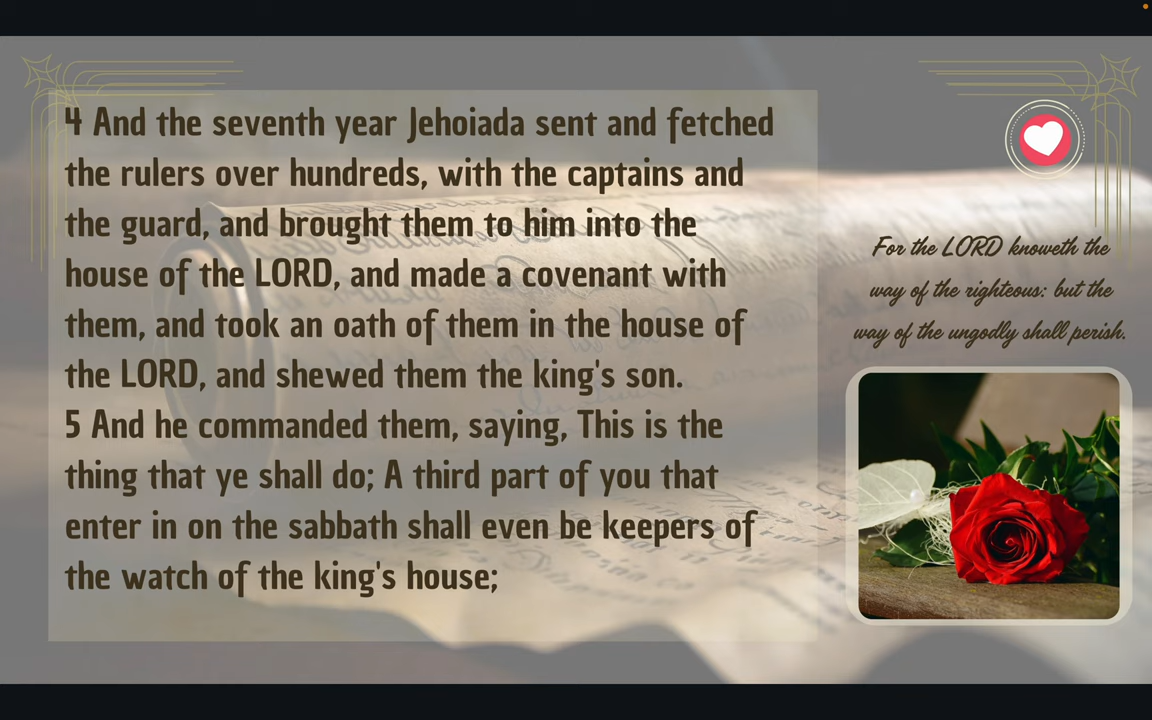 4 And the seventh year Jehoiada sent and fetched
the rulers over hundreds, with the captains and
the guard, and brought them to him into the
house of the LORD, and made a covenant with
them, and took an oath of them in the house of
the LORD, and shewed them the king's son.
5 And he commanded them, saying, This is the
thing that ye shall do; A third part of you that
enter in on the sabbath shall even be keepers of
the watch of the king's house;
For the LORD knoweth the
way of the righteous: but the
way of the ungodly shall perish.